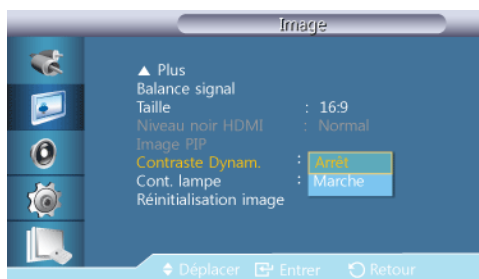 Image
▲ Plus
Balance signal
Taille : 16:9
Niveau noir HDMI : Normal
Image PIP
Contraste Dynam. : Arrêt
Cont. lampe : Marche
Réinitialisation image
Déplacer Entrer Retour